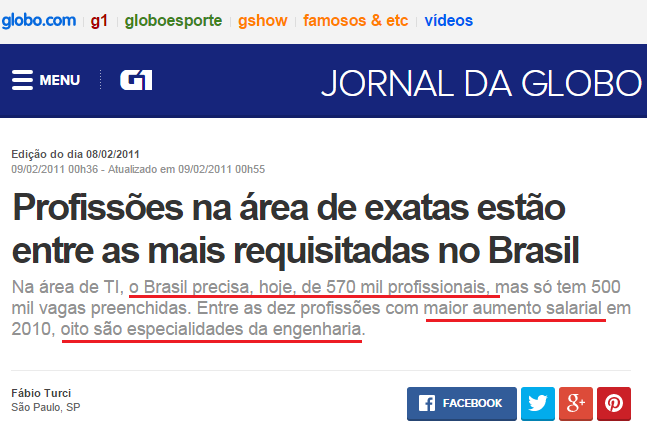 globo.com g1 globoesporte gshow famosos & etc vídeos
MENU G1 JORNAL DA GLOBO
Edição do dia 08/02/2011
09/02/2011 00h36 - Atualizado em 09/02/2011 00h55
Profissões na área de exatas estão
entre as mais requisitadas no Brasil
Na área de TI, o Brasil precisa, hoje, de 570 mil profissionais, mas só tem 500
mil vagas preenchidas. Entre as dez profissões com maior aumento salarial em
2010, oito são especialidades da engenharia.
Fábio Turci
São Paulo, SP
FACEBOOK g+